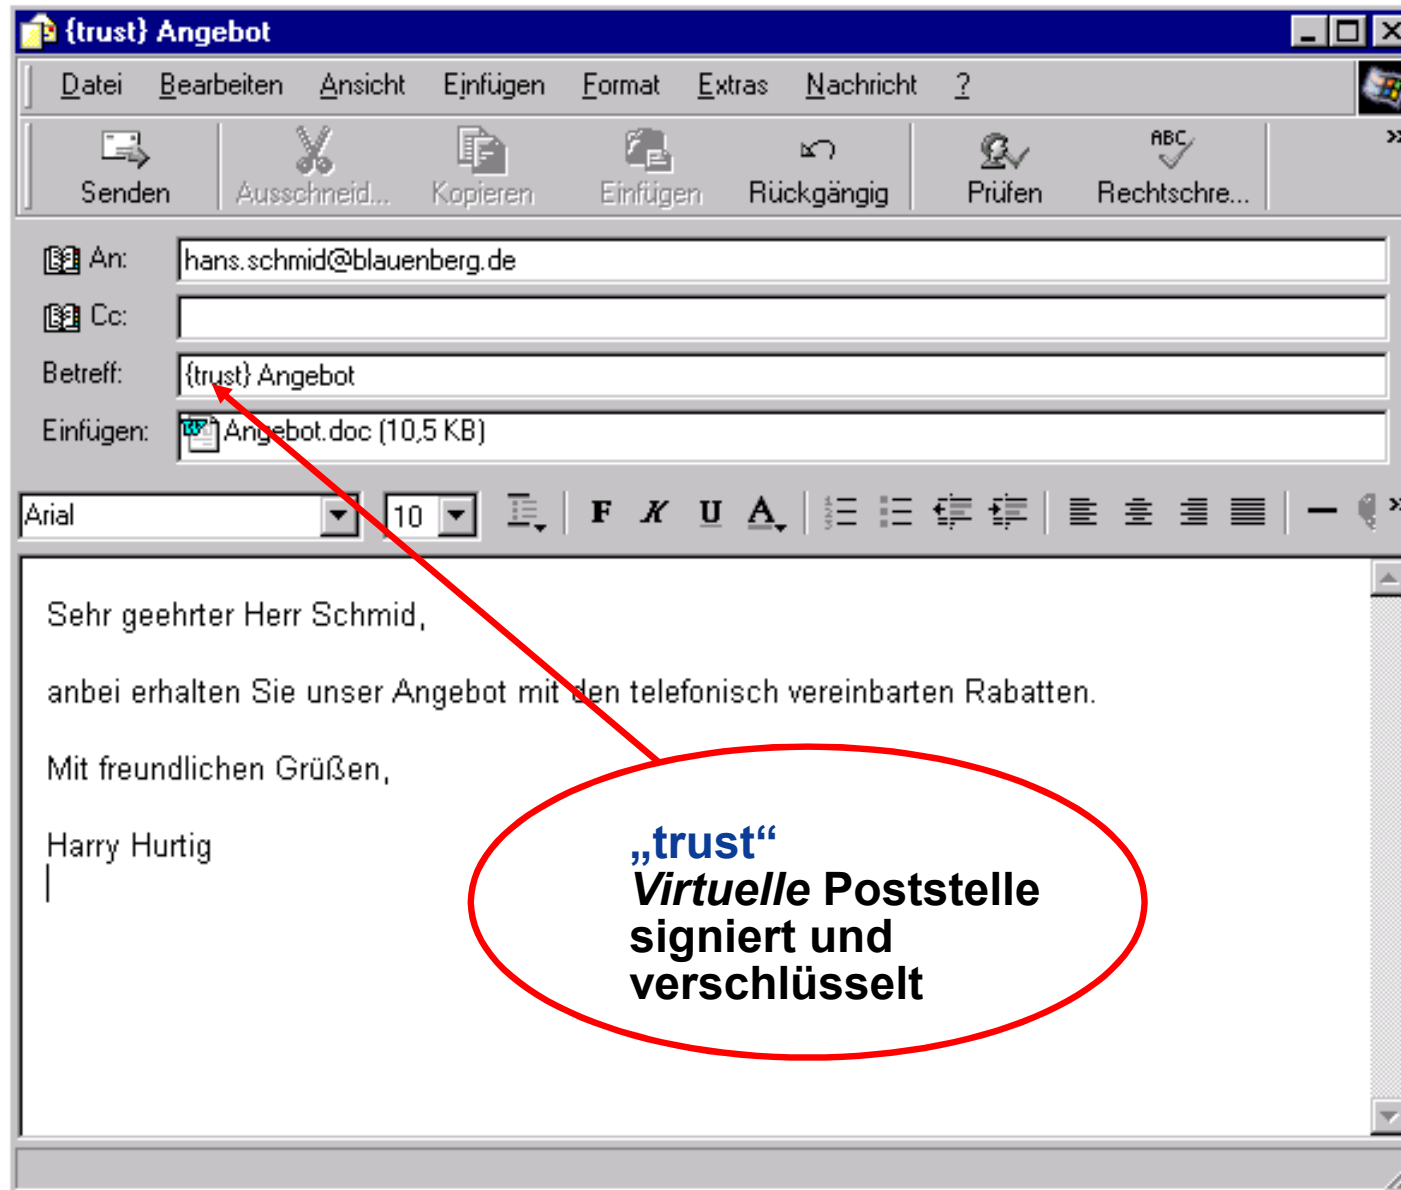 {trust} Angebot
Datei Bearbeiten Ansicht Einfügen Format Extras Nachricht ?
ABC
Senden Ausschneid... Kopieren Einfügen Rückgängig Prüfen Rechtschre... »
An: hans.schmid@blauenberg.de
Cc:
Betreff: {trust} Angebot
Einfügen: Angebot.doc (10,5 KB)
Arial 10 F K U A »
Sehr geehrter Herr Schmid,
anbei erhalten Sie unser Angebot mit den telefonisch vereinbarten Rabatten.
Mit freundlichen Grüßen,
Harry Hurtig
„trust“
Virtuelle Poststelle
signiert und
verschlüsselt